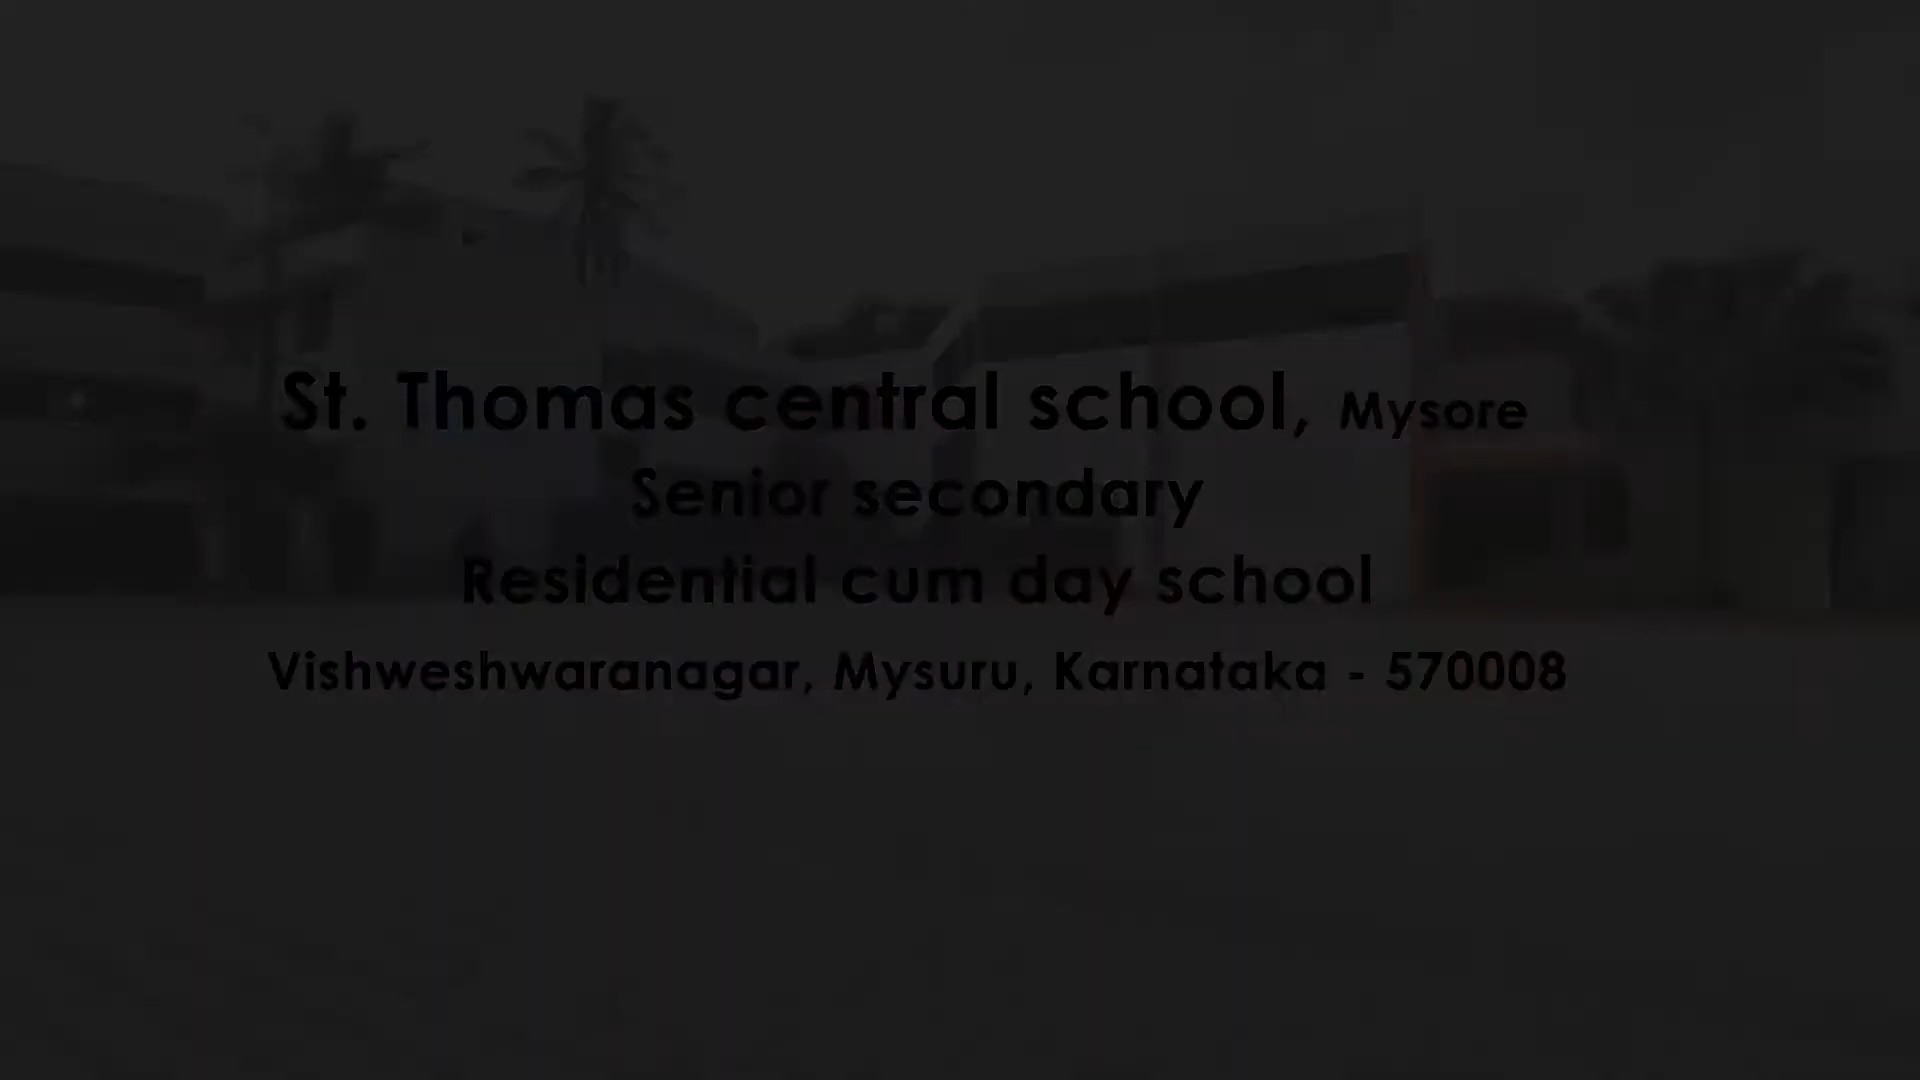 St. Thomas central school, Mysore
Senior secondary
Residential cum day school
Vishweshwaranagar, Mysuru, Karnataka - 570008